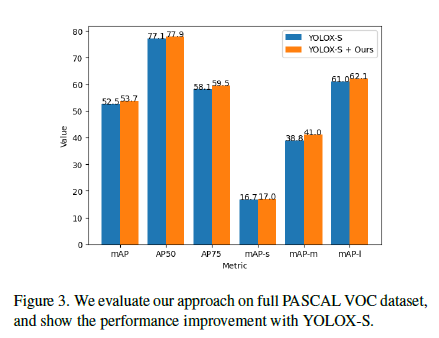 YOLOX-S
YOLOX-S + Ours
80
70
60
50
40
30
20
10
0
Value
52.5 53.7
77.1 77.9
58.1 59.5
16.7 17.0
38.8 41.0
61.0 62.1
mAP AP50 AP75 mAP-s mAP-m mAP-l
Metric
Figure 3. We evaluate our approach on full PASCAL VOC dataset,
and show the performance improvement with YOLOX-S.